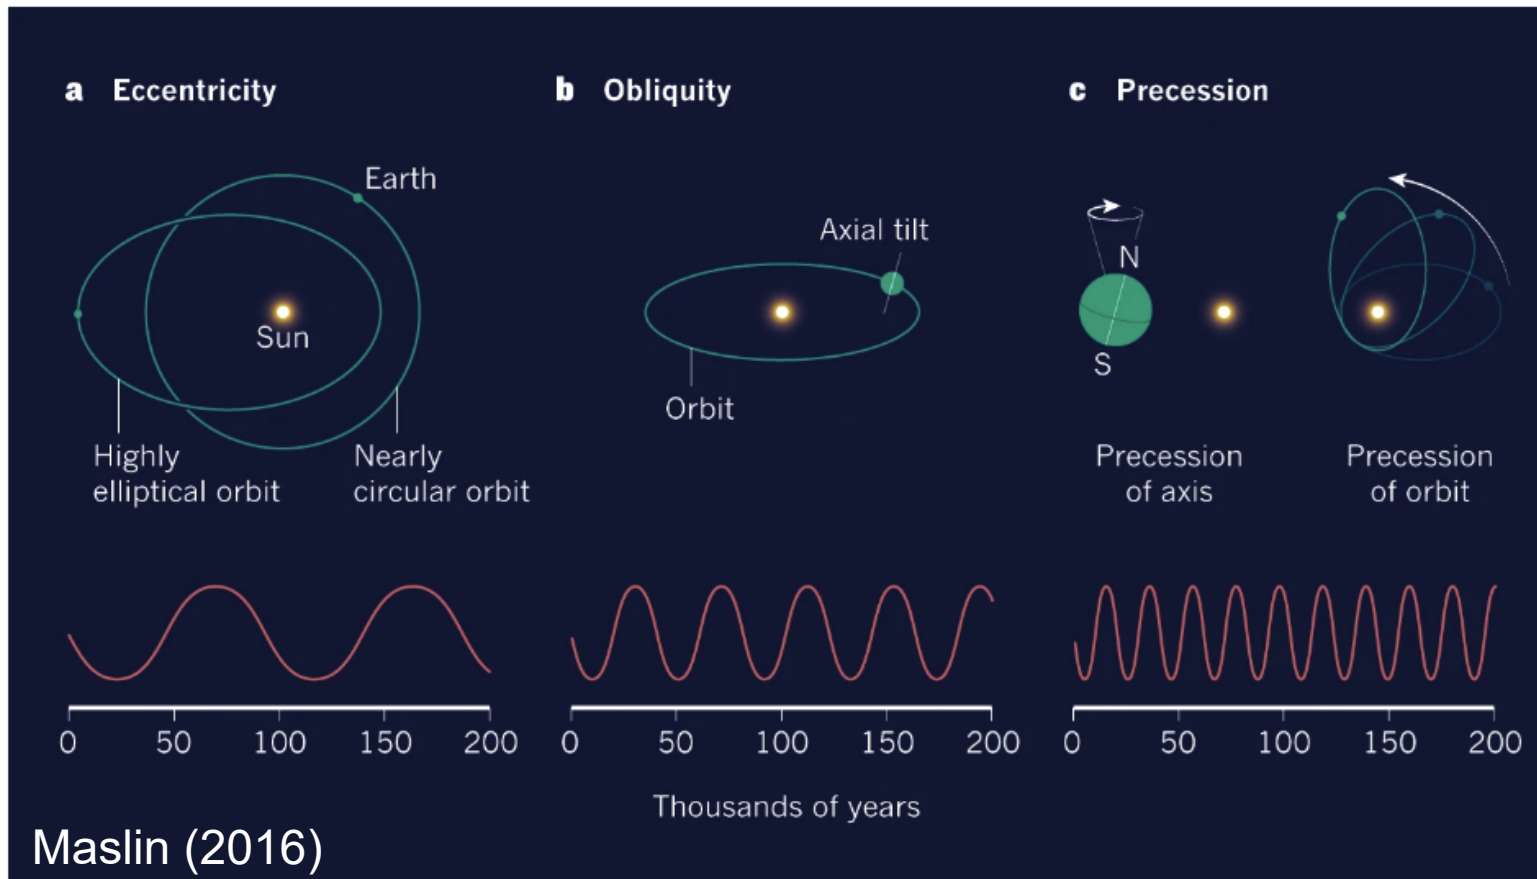 a Eccentricity
Earth
Sun
Highly
elliptical orbit
Nearly
circular orbit
0 50 100 150 200
b Obliquity
Axial tilt
Orbit
0 50 100 150 200
c Precession
N
S
Precession
of axis
Precession
of orbit
0 50 100 150 200
Thousands of years
Maslin (2016)